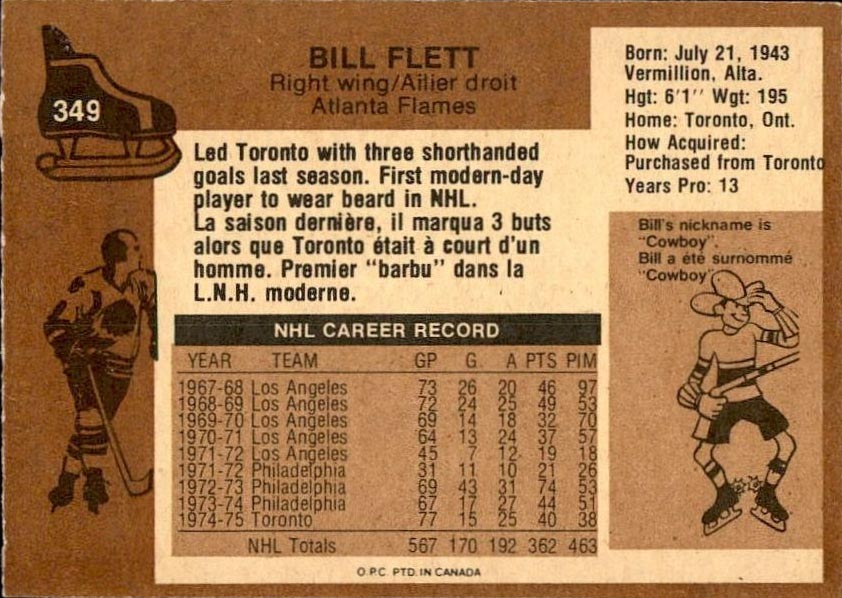 349
BILL FLETT
Right wing/Ailier droit
Atlanta Flames
Born: July 21, 1943
Vermillion, Alta.
Hgt: 6'1'' Wgt: 195
Home: Toronto, Ont.
How Acquired:
Purchased from Toronto
Years Pro: 13
Led Toronto with three shorthanded
goals last season. First modern-day
player to wear beard in NHL.
La saison dernière, il marqua 3 buts
alors que Toronto était à court d'un
homme. Premier "barbu" dans la
L.N.H. moderne.
Bill's nickname is
"Cowboy".
Bill a été surnommé
"Cowboy"
NHL CAREER RECORD
YEAR TEAM GP G A PTS PIM
1967-68 Los Angeles 73 26 20 46 97
1968-69 Los Angeles 72 24 25 49 53
1969-70 Los Angeles 69 14 18 32 70
1970-71 Los Angeles 64 13 24 37 57
1971-72 Los Angeles 45 7 12 19 18
1971-72 Philadelphia 31 11 10 21 26
1972-73 Philadelphia 69 43 31 74 53
1973-74 Philadelphia 67 17 27 44 51
1974-75 Toronto 77 15 25 40 38
NHL Totals 567 170 192 362 463
O.P.C. PTD. IN CANADA